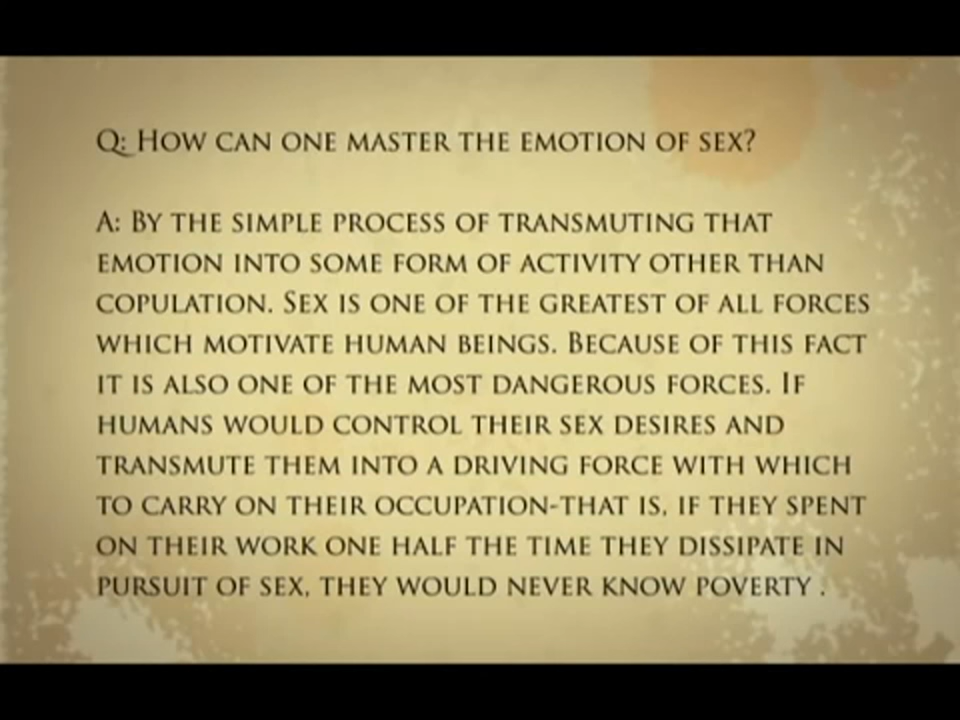 Q: How can one master the emotion of sex?
A: By the simple process of transmuting that
emotion into some form of activity other than
copulation. Sex is one of the greatest of all forces
which motivate human beings. Because of this fact
it is also one of the most dangerous forces. If
humans would control their sex desires and
transmute them into a driving force with which
to carry on their occupation-that is, if they spent
on their work one half the time they dissipate in
pursuit of sex, they would never know poverty .